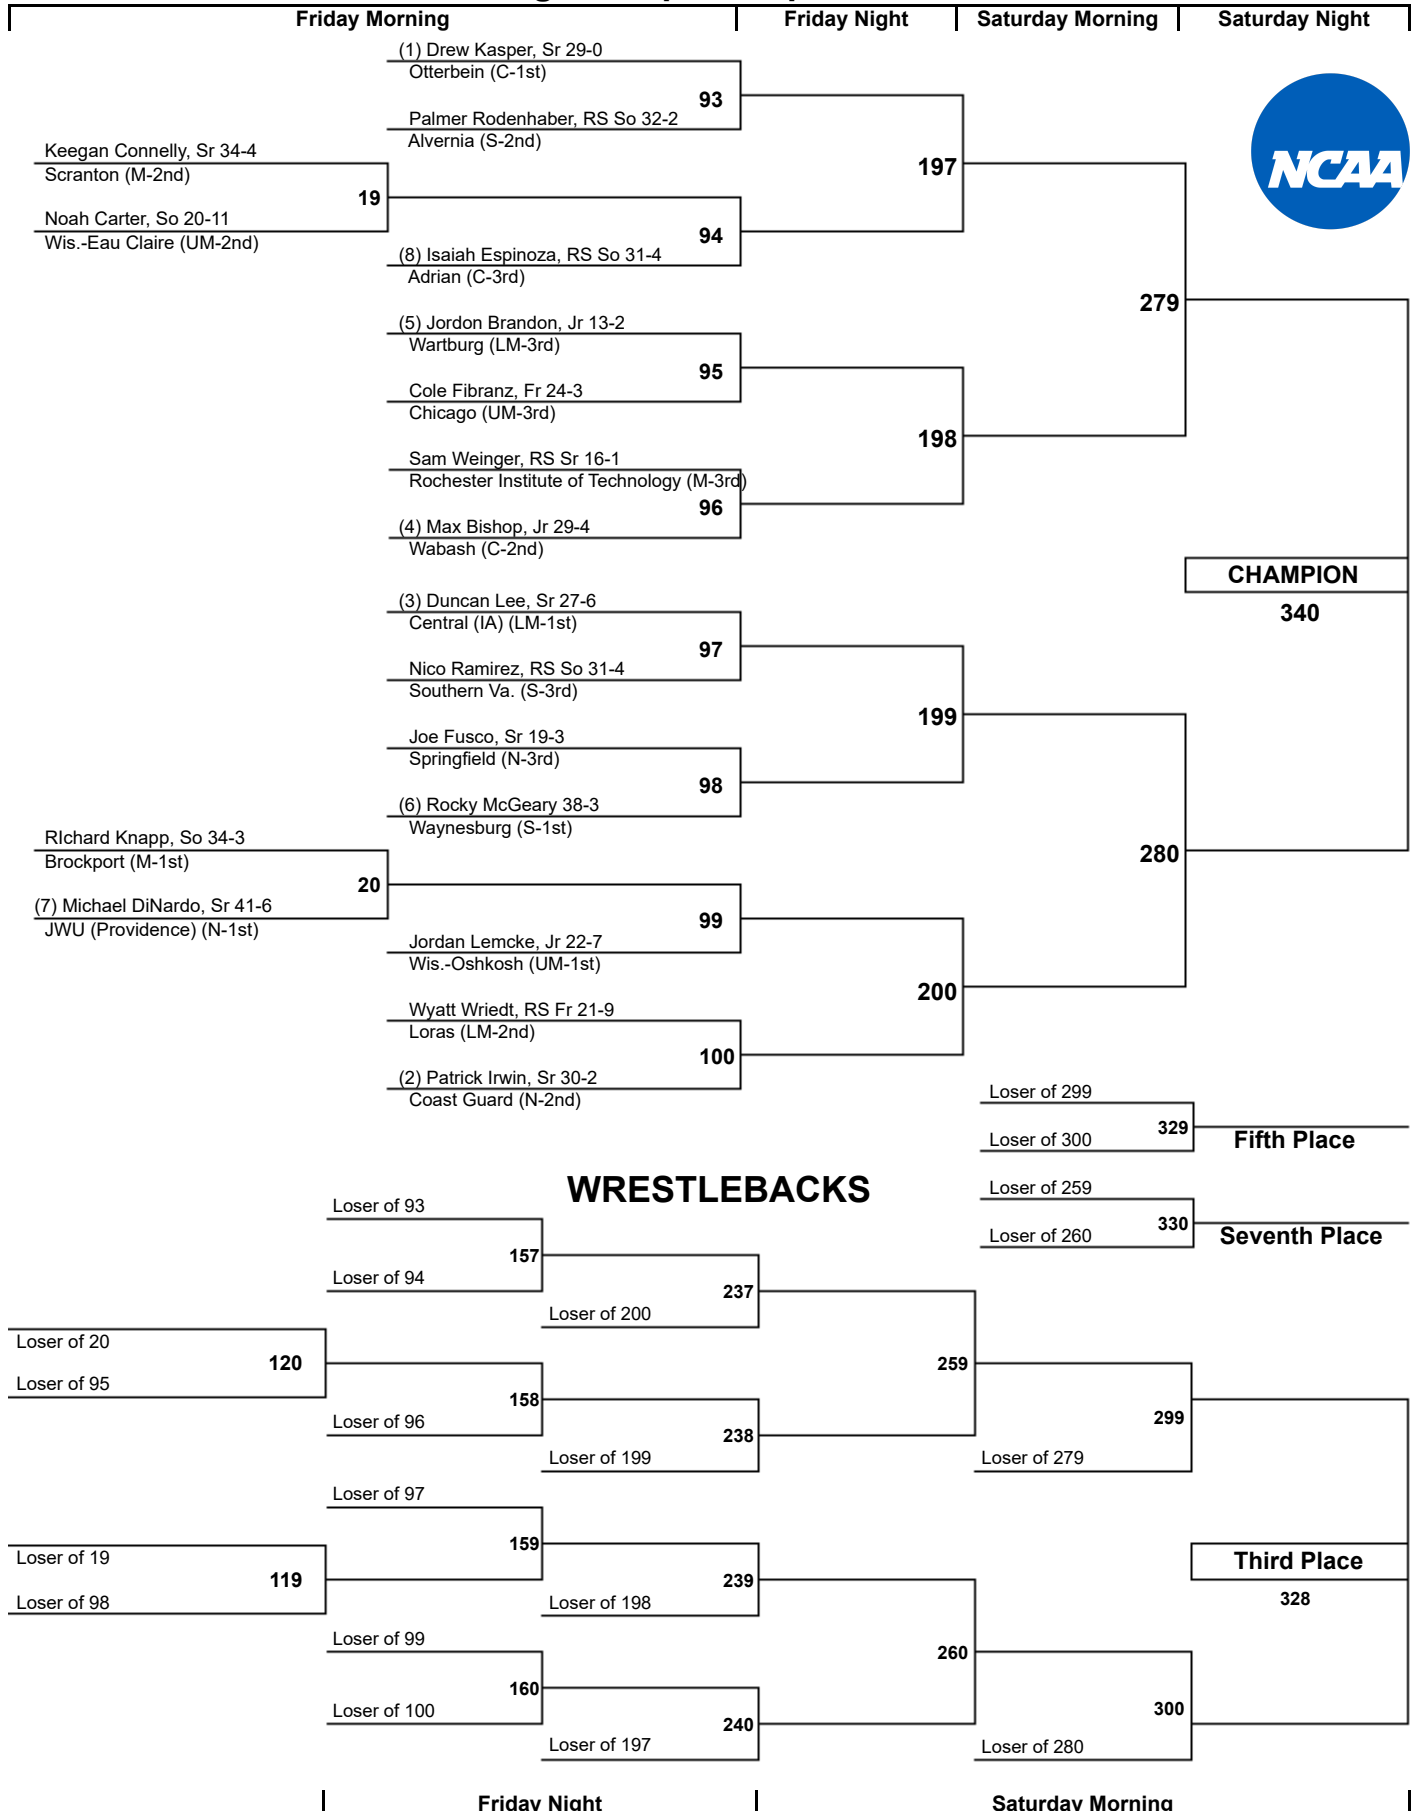 Friday Morning
Friday Night
Saturday Morning
Saturday Night
(1) Drew Kasper, Sr 29-0
Otterbein (C-1st)
93
Palmer Rodenhaber, RS So 32-2
Alvernia (S-2nd)
NCAA
Keegan Connelly, Sr 34-4
Scranton (M-2nd)
197
19
Noah Carter, So 20-11
Wis.-Eau Claire (UM-2nd)
94
(8) Isaiah Espinoza, RS So 31-4
Adrian (C-3rd)
279
(5) Jordon Brandon, Jr 13-2
Wartburg (LM-3rd)
95
Cole Fibranz, Fr 24-3
Chicago (UM-3rd)
198
Sam Weinger, RS Sr 16-1
Rochester Institute of Technology (M-3rd)
96
(4) Max Bishop, Jr 29-4
Wabash (C-2nd)
CHAMPION
340
(3) Duncan Lee, Sr 27-6
Central (IA) (LM-1st)
97
Nico Ramirez, RS So 31-4
Southern Va. (S-3rd)
199
Joe Fusco, Sr 19-3
Springfield (N-3rd)
98
(6) Rocky McGeary 38-3
Waynesburg (S-1st)
RIchard Knapp, So 34-3
Brockport (M-1st)
280
20
(7) Michael DiNardo, Sr 41-6
JWU (Providence) (N-1st)
99
Jordan Lemcke, Jr 22-7
Wis.-Oshkosh (UM-1st)
200
Wyatt Wriedt, RS Fr 21-9
Loras (LM-2nd)
100
(2) Patrick Irwin, Sr 30-2
Coast Guard (N-2nd)
Loser of 299
329
Fifth Place
Loser of 300
WRESTLEBACKS
Loser of 259
330
Seventh Place
Loser of 260
Loser of 93
157
Loser of 94
237
Loser of 200
Loser of 20
120
Loser of 95
259
158
Loser of 96
238
Loser of 199
299
Loser of 279
Loser of 97
159
Loser of 19
119
Loser of 98
239
Loser of 198
Third Place
328
Loser of 99
160
Loser of 100
260
240
Loser of 197
300
Loser of 280
Friday Night
Saturday Morning